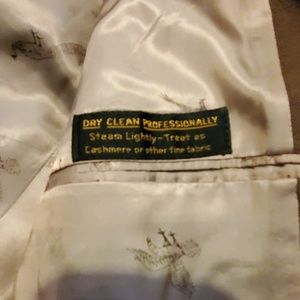 DRY CLEAN PROFESSIONALLY
Steam Lightly-Treat as
Cashmere or other fine fabric